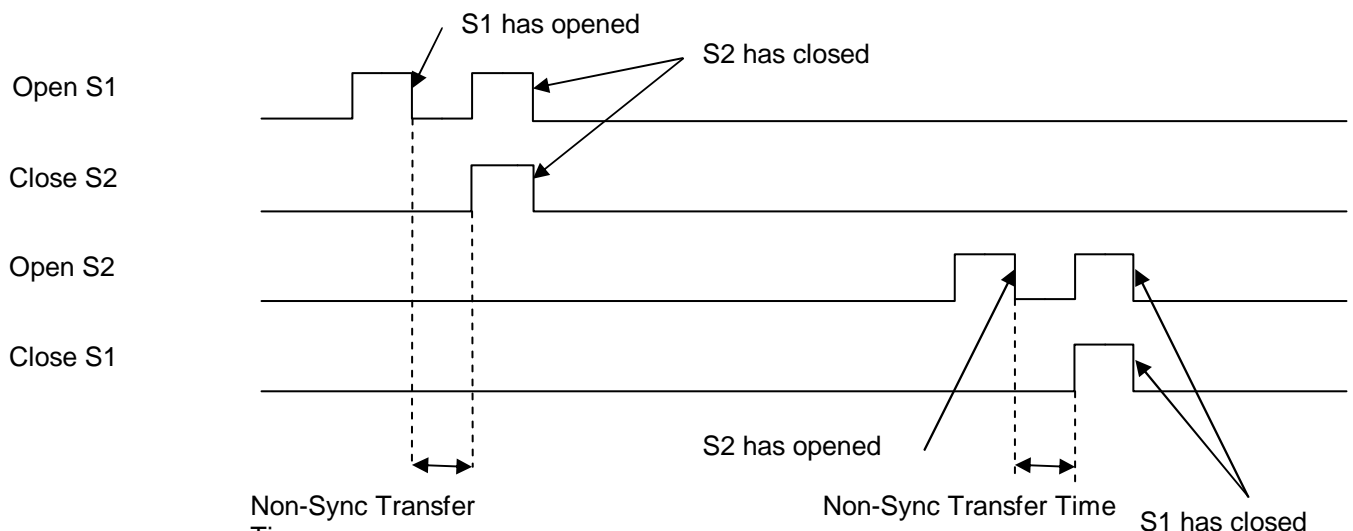 S1 has opened
S2 has closed
Open S1
Close S2
Open S2
Close S1
S2 has opened
Non-Sync Transfer
Non-Sync Transfer Time
S1 has closed